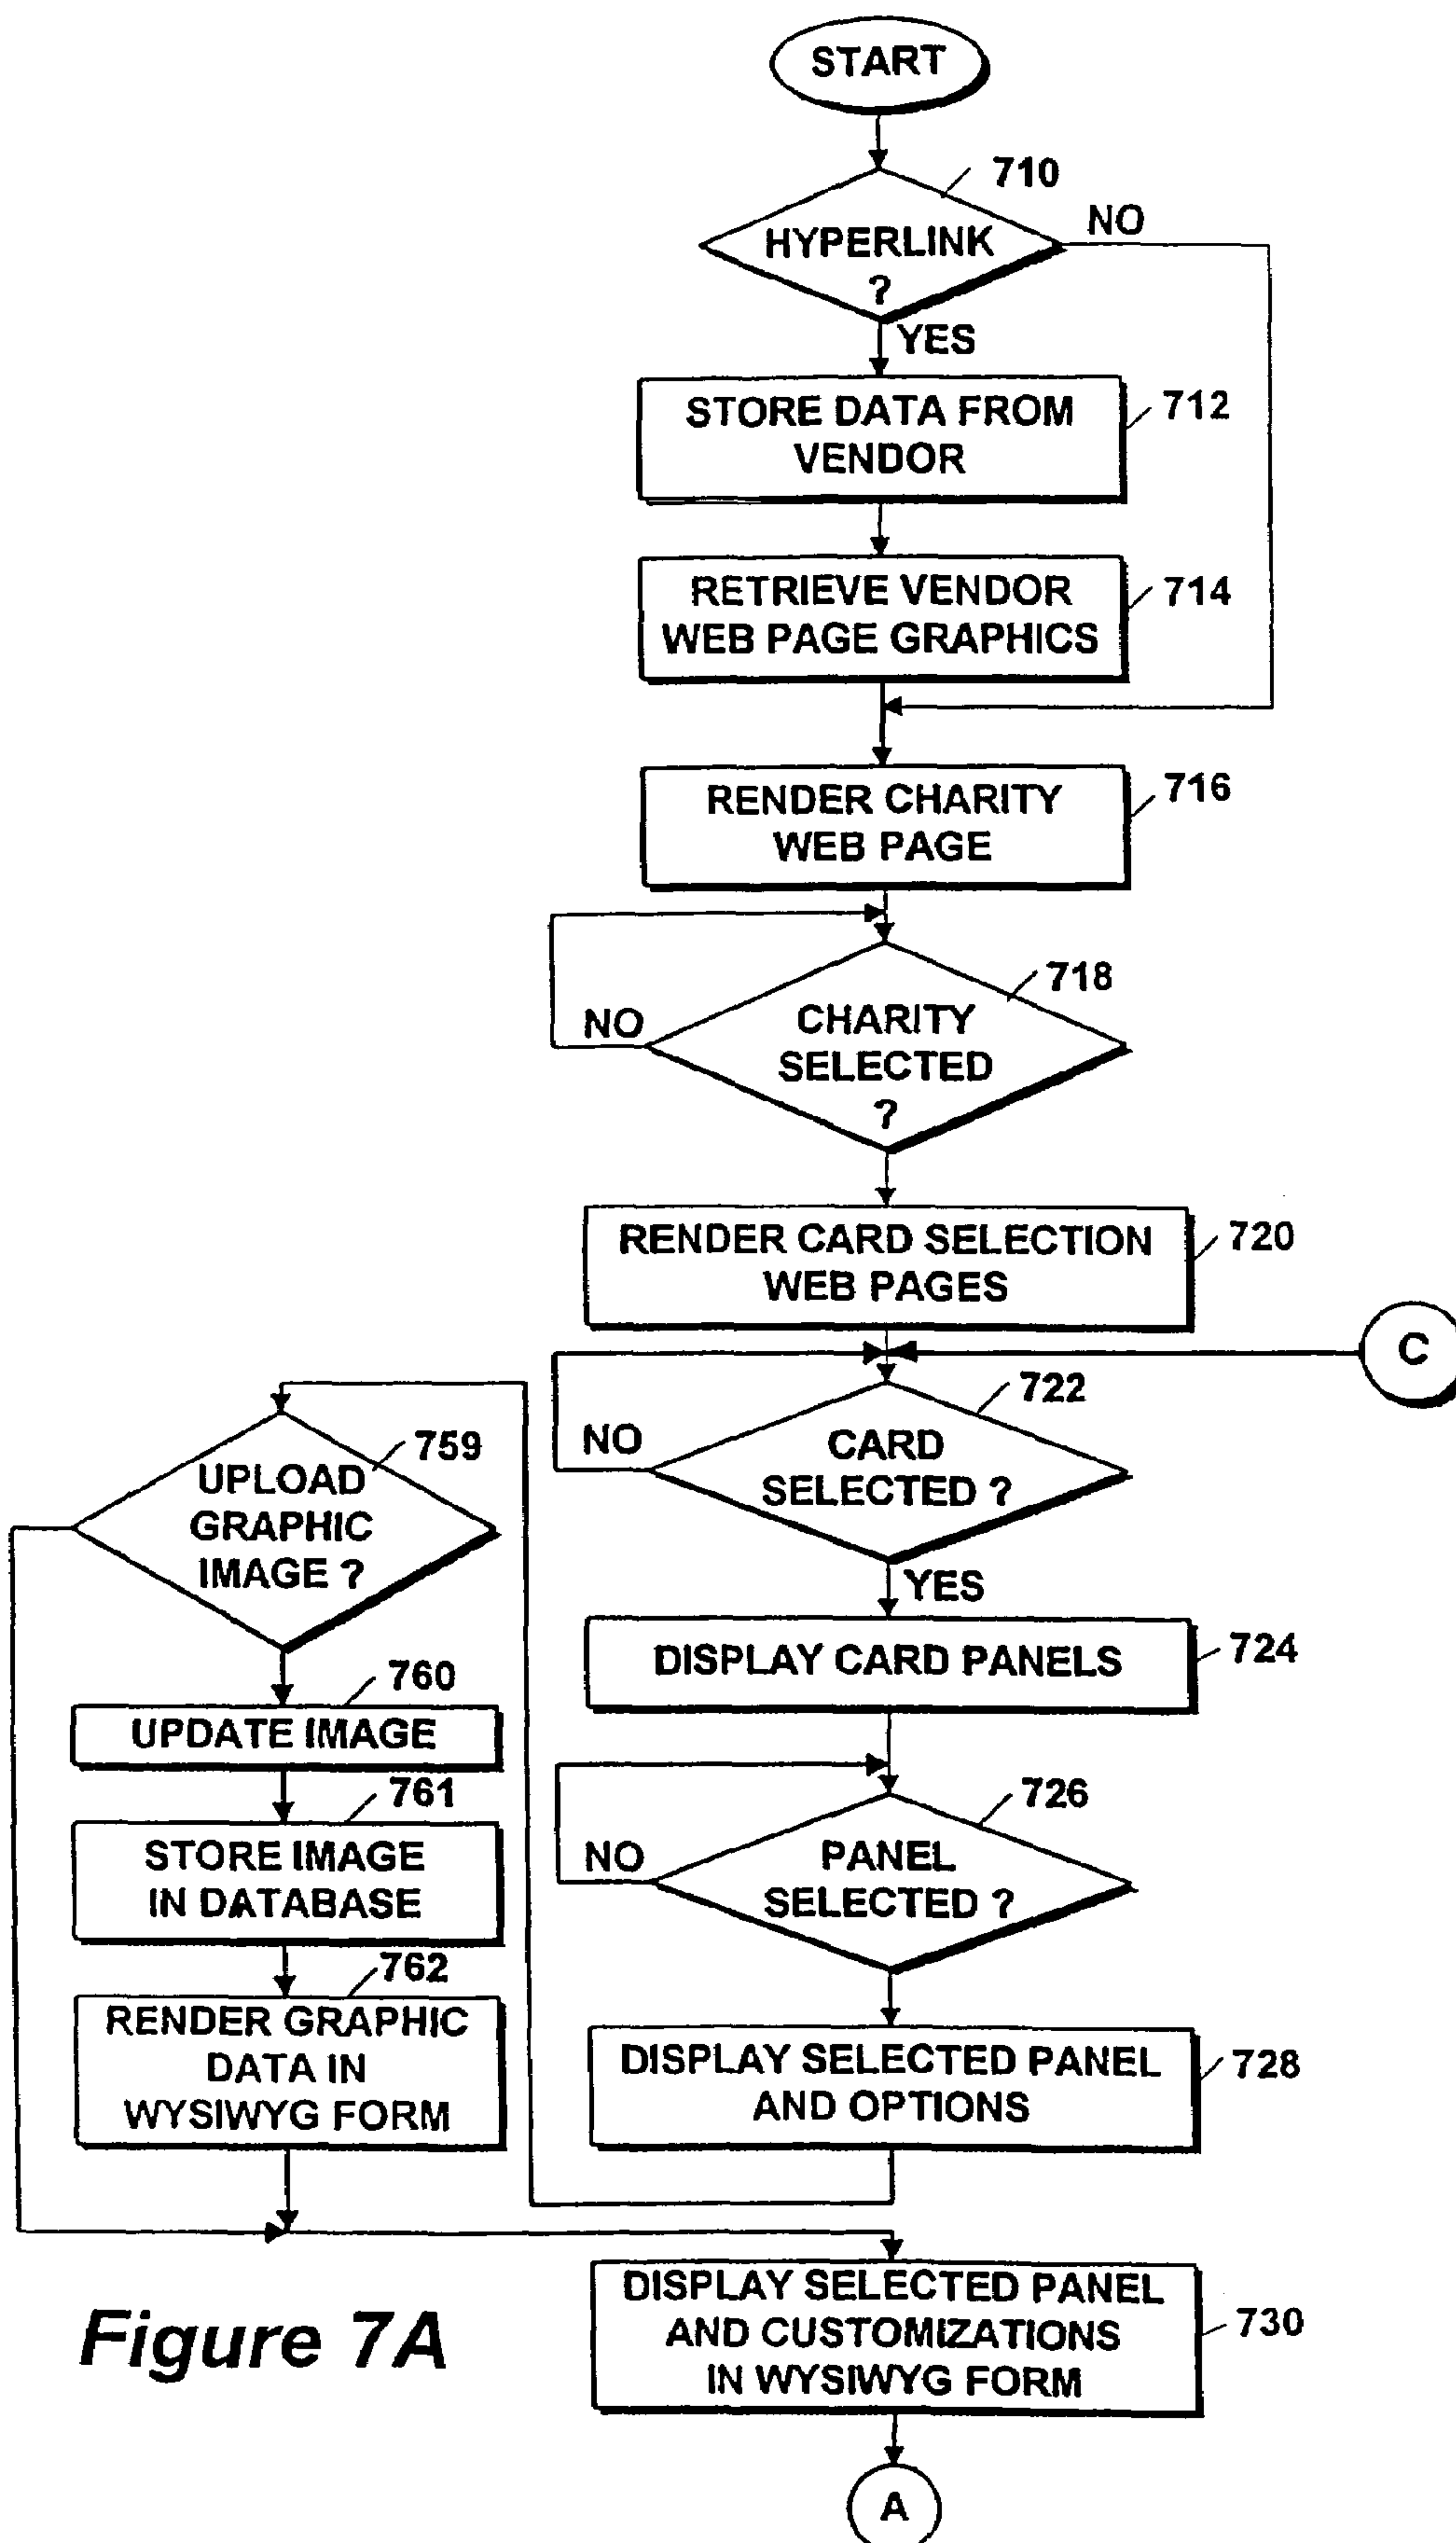 START
710
HYPERLINK
?
NO
YES
STORE DATA FROM
VENDOR
712
RETRIEVE VENDOR
WEB PAGE GRAPHICS
714
RENDER CHARITY
WEB PAGE
716
718
CHARITY
SELECTED
?
NO
RENDER CARD SELECTION
WEB PAGES
720
C
722
CARD
SELECTED ?
NO
YES
DISPLAY CARD PANELS
724
726
PANEL
SELECTED ?
NO
DISPLAY SELECTED PANEL
AND OPTIONS
728
759
UPLOAD
GRAPHIC
IMAGE ?
760
UPDATE IMAGE
761
STORE IMAGE
IN DATABASE
762
RENDER GRAPHIC
DATA IN
WYSIWYG FORM
DISPLAY SELECTED PANEL
AND CUSTOMIZATIONS
IN WYSIWYG FORM
730
A
Figure 7A